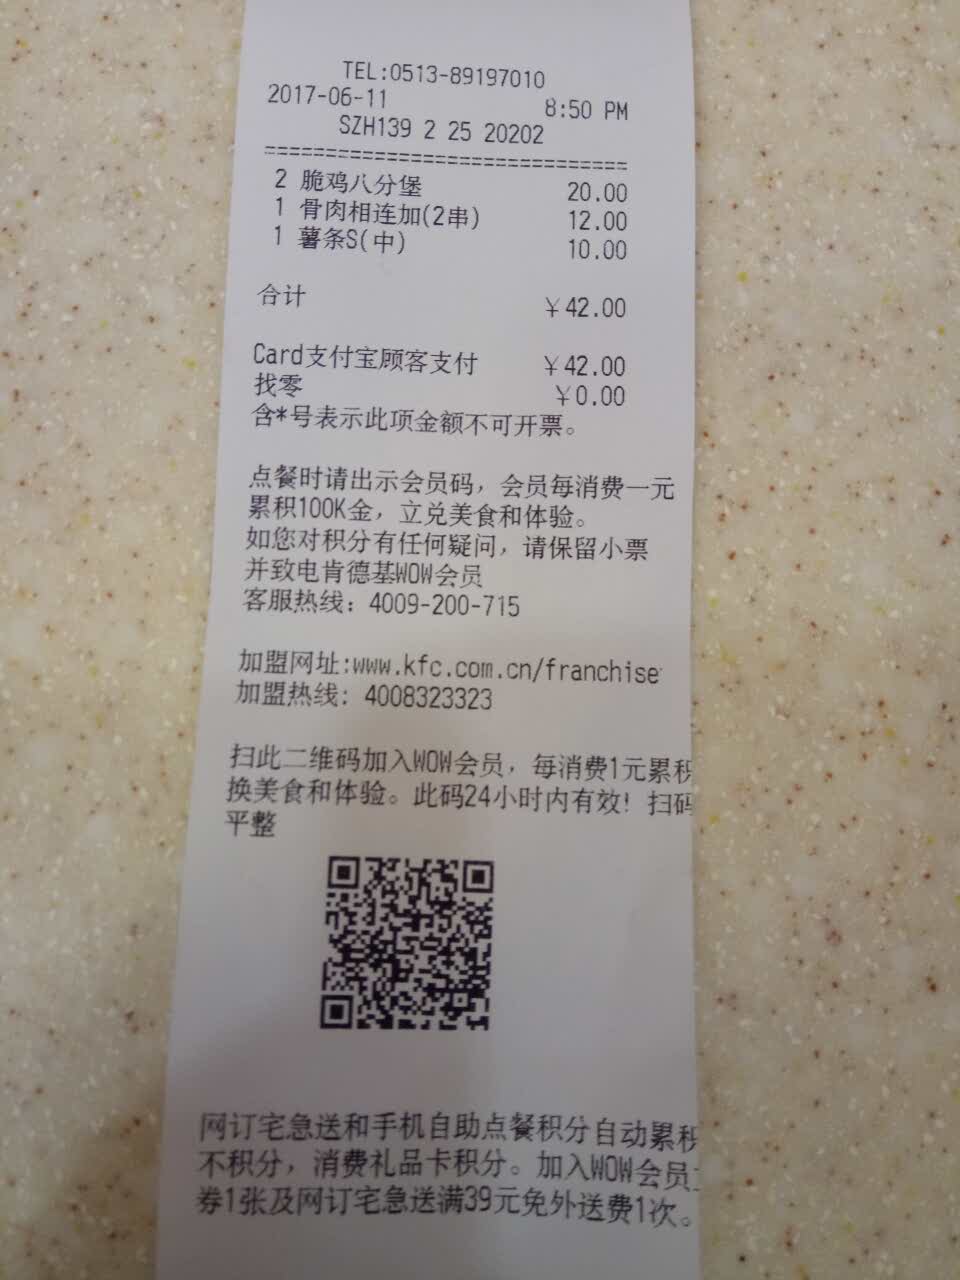 TEL:0513-89197010
2017-06-11 8:50 PM
SZH139 2 25 20202
==============================
2 脆鸡八分堡 20.00
1 骨肉相连加(2串) 12.00
1 薯条S(中) 10.00
合计 ￥42.00
Card支付宝顾客支付 ￥42.00
找零 ￥0.00
含*号表示此项金额不可开票。
点餐时请出示会员码，会员每消费一元
累积100K金，立兑美食和体验。
如您对积分有任何疑问，请保留小票
并致电肯德基WOW会员
客服热线：4009-200-715
加盟网址:www.kfc.com.cn/franchise
加盟热线：4008323323
扫此二维码加入WOW会员，每消费1元累积
换美食和体验。此码24小时内有效！扫码
平整
网订宅急送和手机自助点餐积分自动累积
不积分，消费礼品卡积分。加入WOW会员
券1张及网订宅急送满39元免外送费1次。